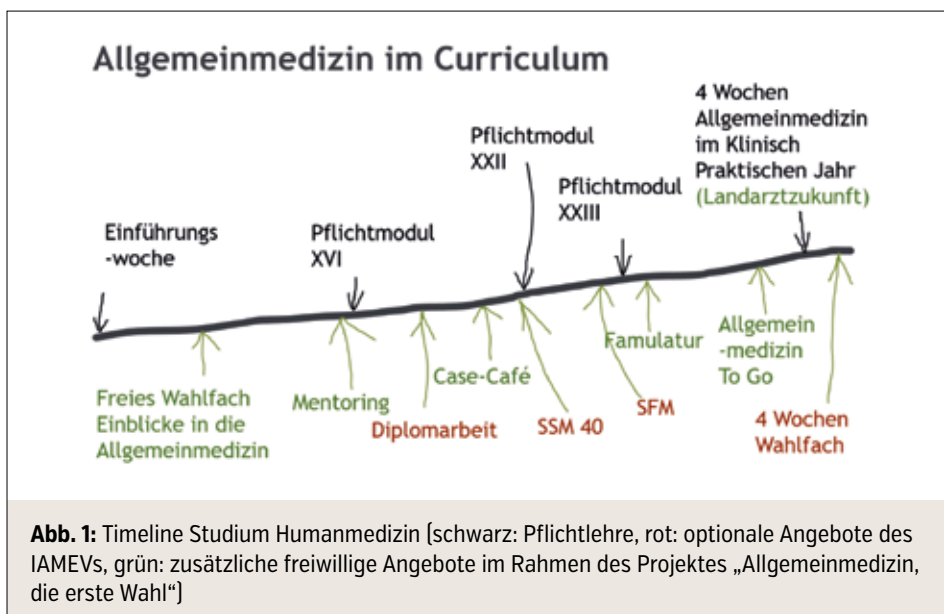 Allgemeinmedizin im Curriculum
4 Wochen
Allgemeinmedizin
im Klinisch
Praktischen Jahr
(Landarztzukunft)
Pflichtmodul
XXII
Pflichtmodul
XXIII
Einführungs
-woche
Pflichtmodul
XVI
Freies Wahlfach
Einblicke in die
Allgemeinmedizin
Mentoring
Diplomarbeit
Case-Café
SSM 40
SFM
Famulatur
Allgemein
-medizin
To Go
4 Wochen
Wahlfach
Abb. 1: Timeline Studium Humanmedizin (schwarz: Pflichtlehre, rot: optionale Angebote des
IAMEVs, grün: zusätzliche freiwillige Angebote im Rahmen des Projektes „Allgemeinmedizin,
die erste Wahl“)